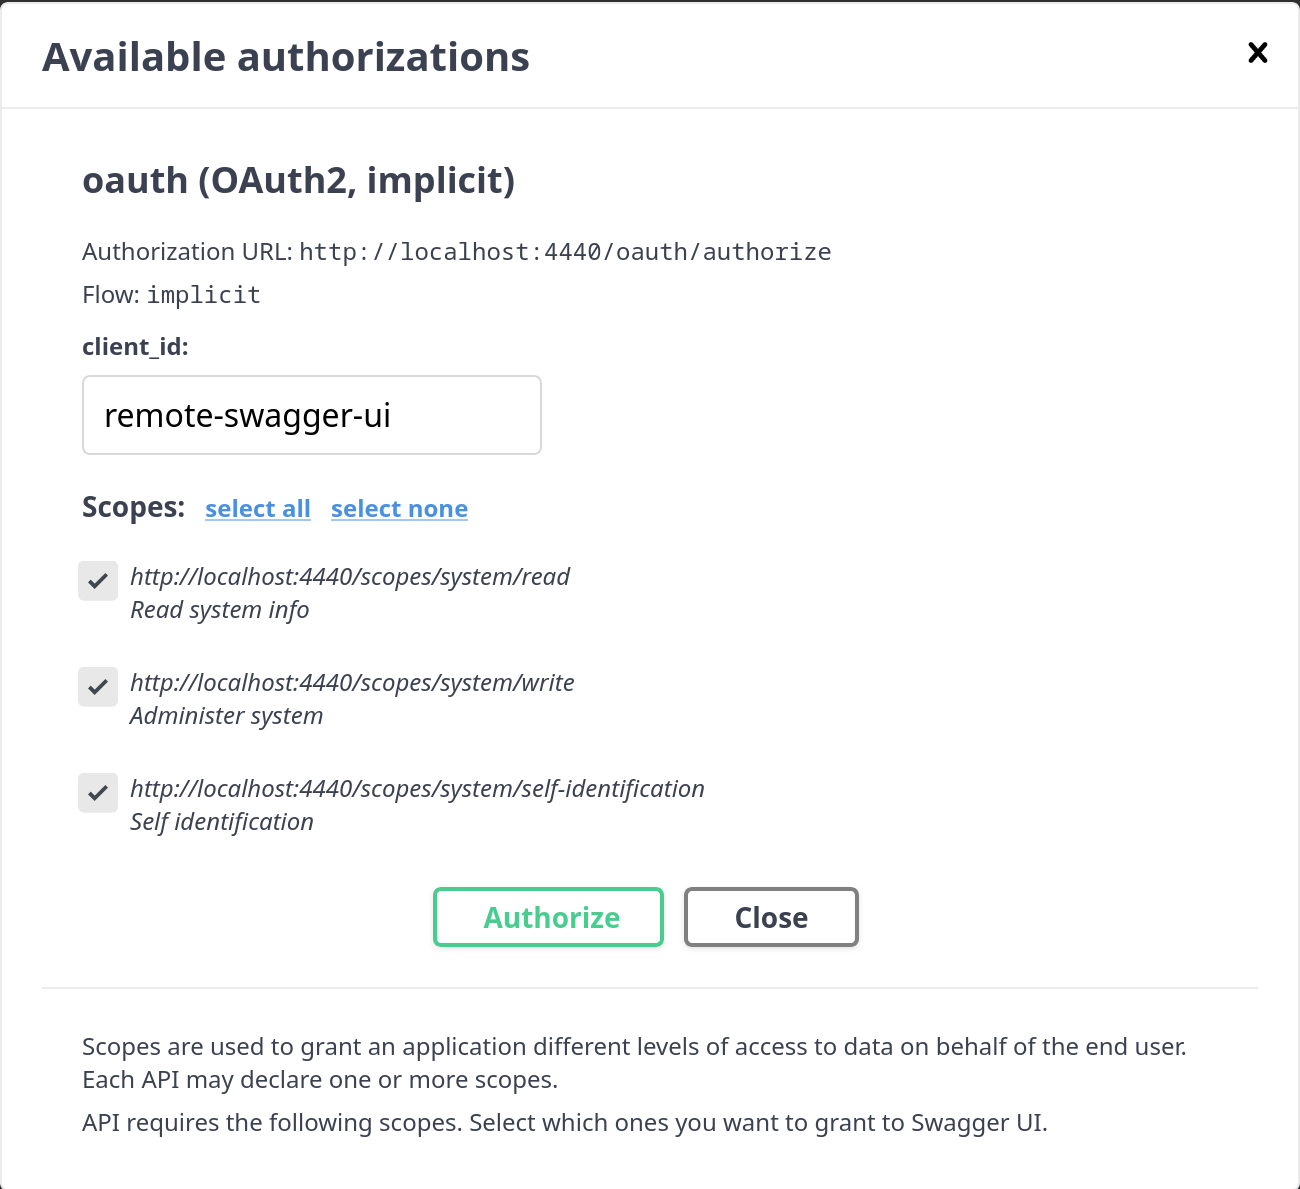 Available authorizations
oauth (OAuth2, implicit)
Authorization URL: http://localhost:4440/oauth/authorize
Flow: implicit
client_id:
remote-swagger-ui
Scopes: select all select none
http://localhost:4440/scopes/system/read
Read system info
http://localhost:4440/scopes/system/write
Administer system
http://localhost:4440/scopes/system/self-identification
Self identification
Authorize Close
Scopes are used to grant an application different levels of access to data on behalf of the end user.
Each API may declare one or more scopes.
API requires the following scopes. Select which ones you want to grant to Swagger UI.